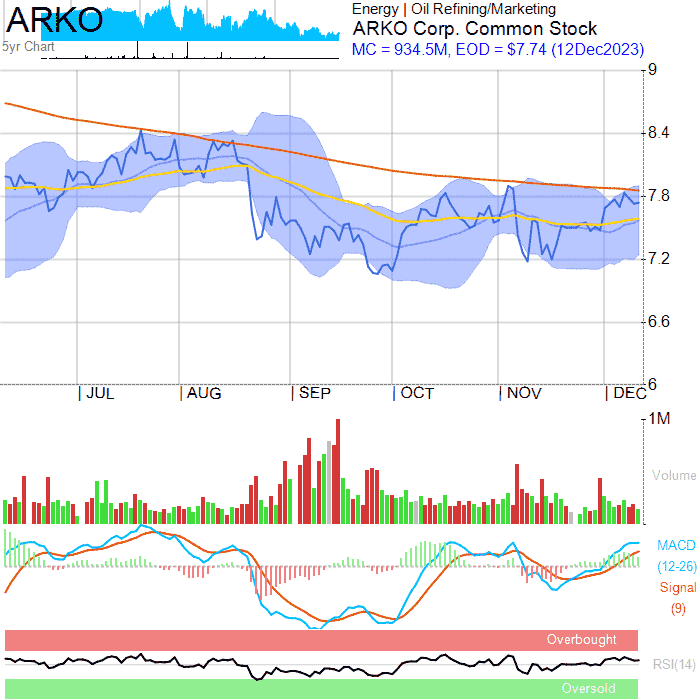 ARKO
5yr Chart
Energy | Oil Refining/Marketing
ARKO Corp. Common Stock
MC = 934.5M, EOD = $7.74 (12Dec2023)
9
8.4
7.8
7.2
6.6
6
| JUL | AUG | SEP | OCT | NOV | DEC
1M
Volume
MACD
(12-26)
Signal
(9)
Overbought
RSI(14)
Oversold